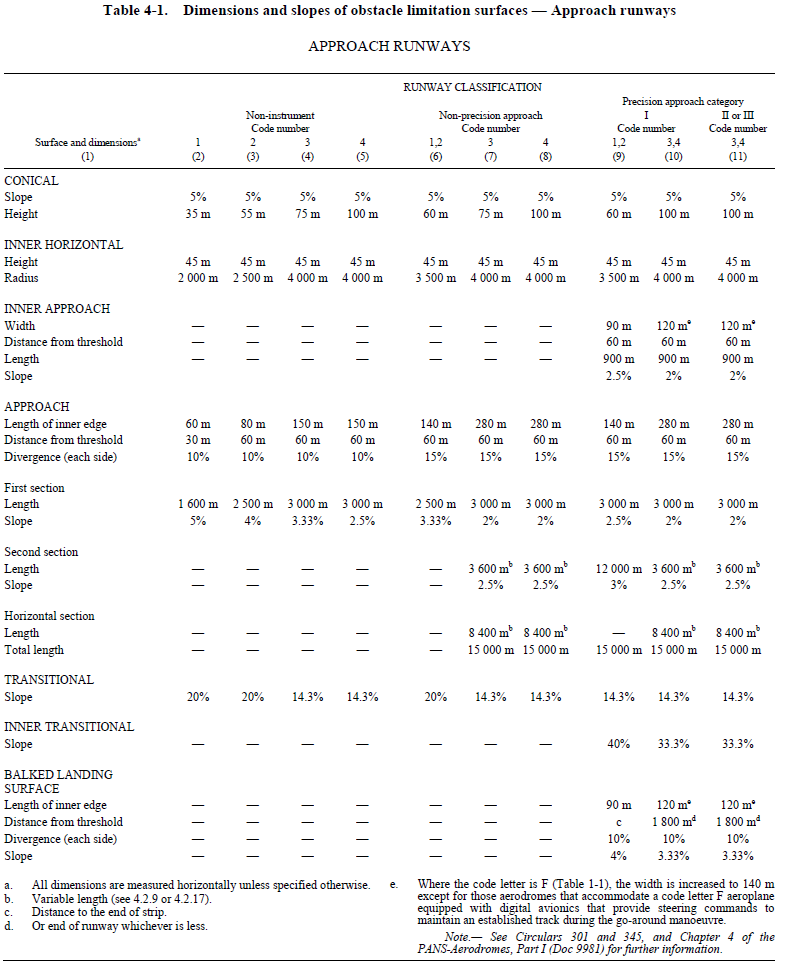 Table 4-1. Dimensions and slopes of obstacle limitation surfaces — Approach runways
APPROACH RUNWAYS
RUNWAY CLASSIFICATION
Precision approach category
Non-instrument Non-precision approach I II or III
Code number Code number Code number Code number
Surface and dimensionsᵃ 1 2 3 4 1,2 3 4 1,2 3,4 3,4
(1) (2) (3) (4) (5) (6) (7) (8) (9) (10) (11)
CONICAL
Slope 5% 5% 5% 5% 5% 5% 5% 5% 5% 5%
Height 35 m 55 m 75 m 100 m 60 m 75 m 100 m 60 m 100 m 100 m
INNER HORIZONTAL
Height 45 m 45 m 45 m 45 m 45 m 45 m 45 m 45 m 45 m 45 m
Radius 2 000 m 2 500 m 4 000 m 4 000 m 3 500 m 4 000 m 4 000 m 3 500 m 4 000 m 4 000 m
INNER APPROACH
Width — — — — — — — 90 m 120 mᵉ 120 mᵉ
Distance from threshold — — — — — — — 60 m 60 m 60 m
Length — — — — — — — 900 m 900 m 900 m
Slope 2.5% 2% 2%
APPROACH
Length of inner edge 60 m 80 m 150 m 150 m 140 m 280 m 280 m 140 m 280 m 280 m
Distance from threshold 30 m 60 m 60 m 60 m 60 m 60 m 60 m 60 m 60 m 60 m
Divergence (each side) 10% 10% 10% 10% 15% 15% 15% 15% 15% 15%
First section
Length 1 600 m 2 500 m 3 000 m 3 000 m 2 500 m 3 000 m 3 000 m 3 000 m 3 000 m 3 000 m
Slope 5% 4% 3.33% 2.5% 3.33% 2% 2% 2.5% 2% 2%
Second section
Length — — — — — 3 600 mᵇ 3 600 mᵇ 12 000 m 3 600 mᵇ 3 600 mᵇ
Slope — — — — — 2.5% 2.5% 3% 2.5% 2.5%
Horizontal section
Length — — — — — 8 400 mᵇ 8 400 mᵇ — 8 400 mᵇ 8 400 mᵇ
Total length — — — — — 15 000 m 15 000 m 15 000 m 15 000 m 15 000 m
TRANSITIONAL
Slope 20% 20% 14.3% 14.3% 20% 14.3% 14.3% 14.3% 14.3% 14.3%
INNER TRANSITIONAL
Slope — — — — — — — 40% 33.3% 33.3%
BALKED LANDING
SURFACE
Length of inner edge — — — — — — — 90 m 120 mᵉ 120 mᵉ
Distance from threshold — — — — — — — c 1 800 mᵈ 1 800 mᵈ
Divergence (each side) — — — — — — — 10% 10% 10%
Slope — — — — — — — 4% 3.33% 3.33%
a. All dimensions are measured horizontally unless specified otherwise.
b. Variable length (see 4.2.9 or 4.2.17).
c. Distance to the end of strip.
d. Or end of runway whichever is less.
e. Where the code letter is F (Table 1-1), the width is increased to 140 m
except for those aerodromes that accommodate a code letter F aeroplane
equipped with digital avionics that provide steering commands to
maintain an established track during the go-around manoeuvre.
Note.— See Circulars 301 and 345, and Chapter 4 of the
PANS-Aerodromes, Part I (Doc 9981) for further information.